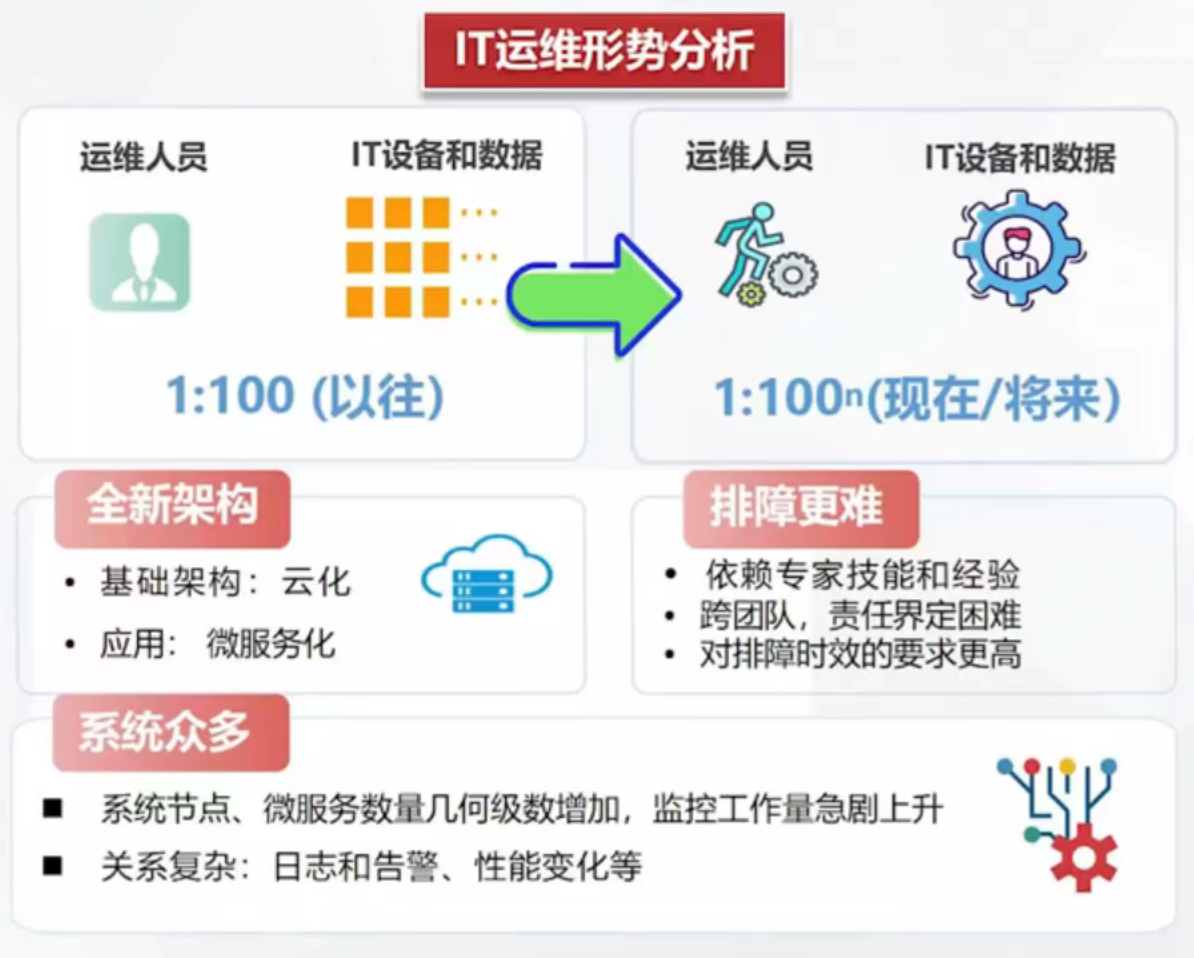 IT运维形势分析
运维人员
IT设备和数据
1:100 (以往)
运维人员
IT设备和数据
1:100ⁿ(现在/将来)
全新架构
• 基础架构：云化
• 应用： 微服务化
排障更难
• 依赖专家技能和经验
• 跨团队，责任界定困难
• 对排障时效的要求更高
系统众多
■ 系统节点、微服务数量几何级数增加，监控工作量急剧上升
■ 关系复杂：日志和告警、性能变化等